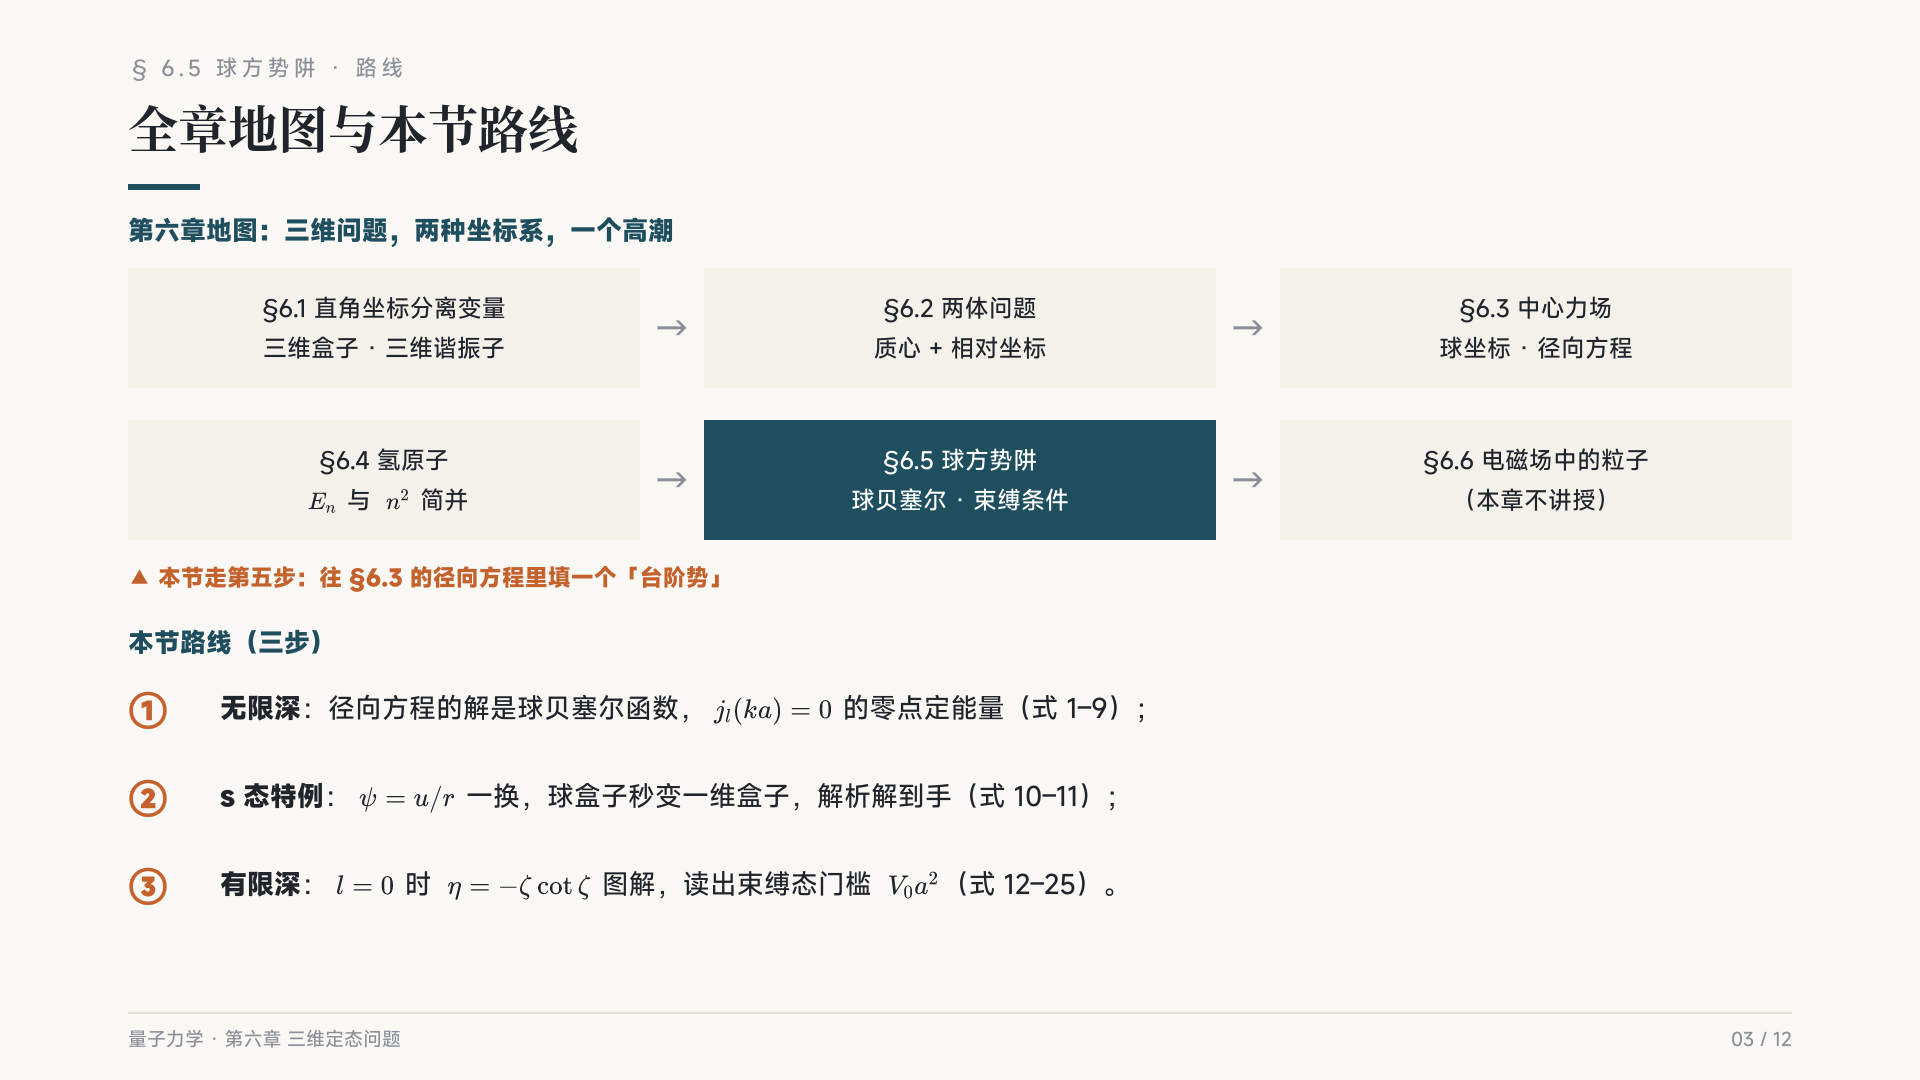 § 6.5 球方势阱 · 路线
全章地图与本节路线
第六章地图：三维问题，两种坐标系，一个高潮
§6.1 直角坐标分离变量
三维盒子 · 三维谐振子
→
§6.2 两体问题
质心 + 相对坐标
→
§6.3 中心力场
球坐标 · 径向方程
§6.4 氢原子
Eₙ 与 n² 简并
→
§6.5 球方势阱
球贝塞尔 · 束缚条件
→
§6.6 电磁场中的粒子
（本章不讲授）
▲ 本节走第五步：往 §6.3 的径向方程里填一个「台阶势」
本节路线（三步）
① 无限深：径向方程的解是球贝塞尔函数， jₗ(ka) = 0 的零点定能量（式 1–9）；
② s 态特例： ψ = u/r 一换，球盒子秒变一维盒子，解析解到手（式 10–11）；
③ 有限深： l = 0 时 η = −ζ cot ζ 图解，读出束缚态门槛 V₀a²（式 12–25）。
量子力学 · 第六章 三维定态问题
03 / 12